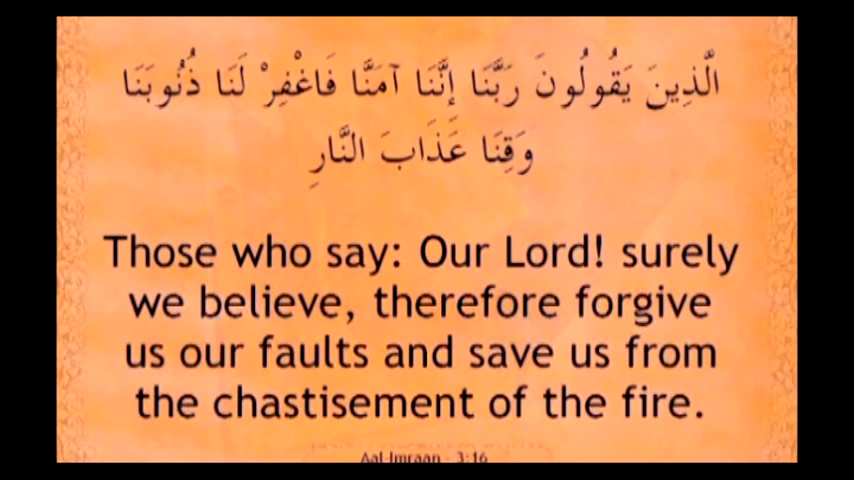 الَّذِينَ يَقُولُونَ رَبَّنَا إِنَّنَا آمَنَّا فَاغْفِرْ لَنَا ذُنُوبَنَا
وَقِنَا عَذَابَ النَّارِ
Those who say: Our Lord! surely
we believe, therefore forgive
us our faults and save us from
the chastisement of the fire.
Aal-Imraan - 3:16